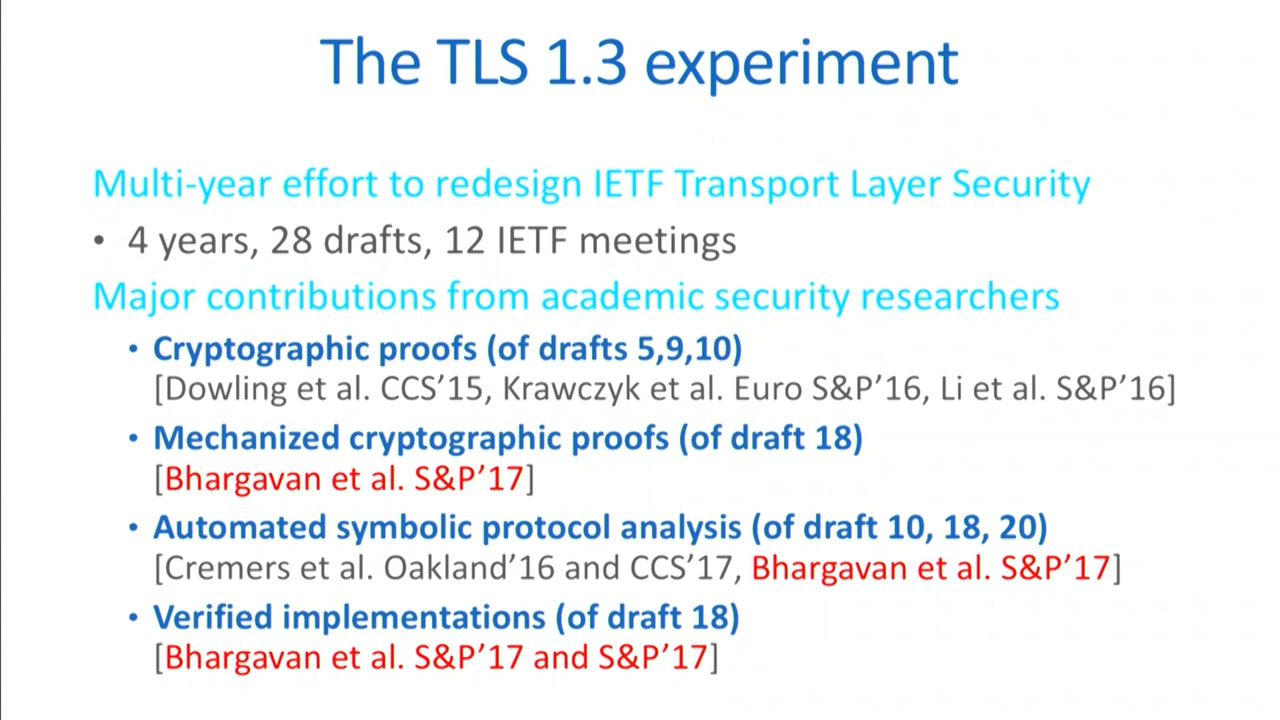 The TLS 1.3 experiment
Multi-year effort to redesign IETF Transport Layer Security
• 4 years, 28 drafts, 12 IETF meetings
Major contributions from academic security researchers
• Cryptographic proofs (of drafts 5,9,10)
[Dowling et al. CCS’15, Krawczyk et al. Euro S&P’16, Li et al. S&P’16]
• Mechanized cryptographic proofs (of draft 18)
[Bhargavan et al. S&P’17]
• Automated symbolic protocol analysis (of draft 10, 18, 20)
[Cremers et al. Oakland’16 and CCS’17, Bhargavan et al. S&P’17]
• Verified implementations (of draft 18)
[Bhargavan et al. S&P’17 and S&P’17]